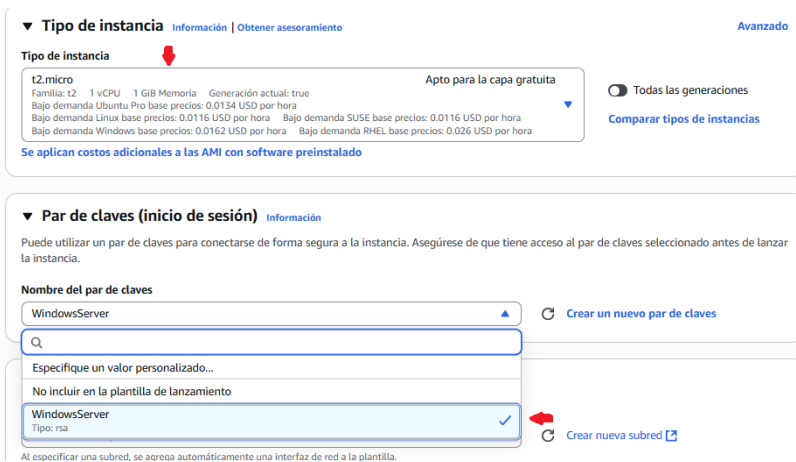 Tipo de instancia Información | Obtener asesoramiento Avanzado
Tipo de instancia
t2.micro Apto para la capa gratuita
Familia: t2 1 vCPU 1 GiB Memoria Generación actual: true
Bajo demanda Ubuntu Pro base precios: 0.0134 USD por hora
Bajo demanda Linux base precios: 0.0116 USD por hora Bajo demanda SUSE base precios: 0.0116 USD por hora
Bajo demanda Windows base precios: 0.0162 USD por hora Bajo demanda RHEL base precios: 0.026 USD por hora
Todas las generaciones
Comparar tipos de instancias
Se aplican costos adicionales a las AMI con software preinstalado
Par de claves (inicio de sesión) Información
Puede utilizar un par de claves para conectarse de forma segura a la instancia. Asegúrese de que tiene acceso al par de claves seleccionado antes de lanzar
la instancia.
Nombre del par de claves
WindowsServer
Crear un nuevo par de claves
Especifique un valor personalizado...
No incluir en la plantilla de lanzamiento
WindowsServer
Tipo: rsa
Crear nueva subred
Al especificar una subred, se agrega automáticamente una interfaz de red a la plantilla.